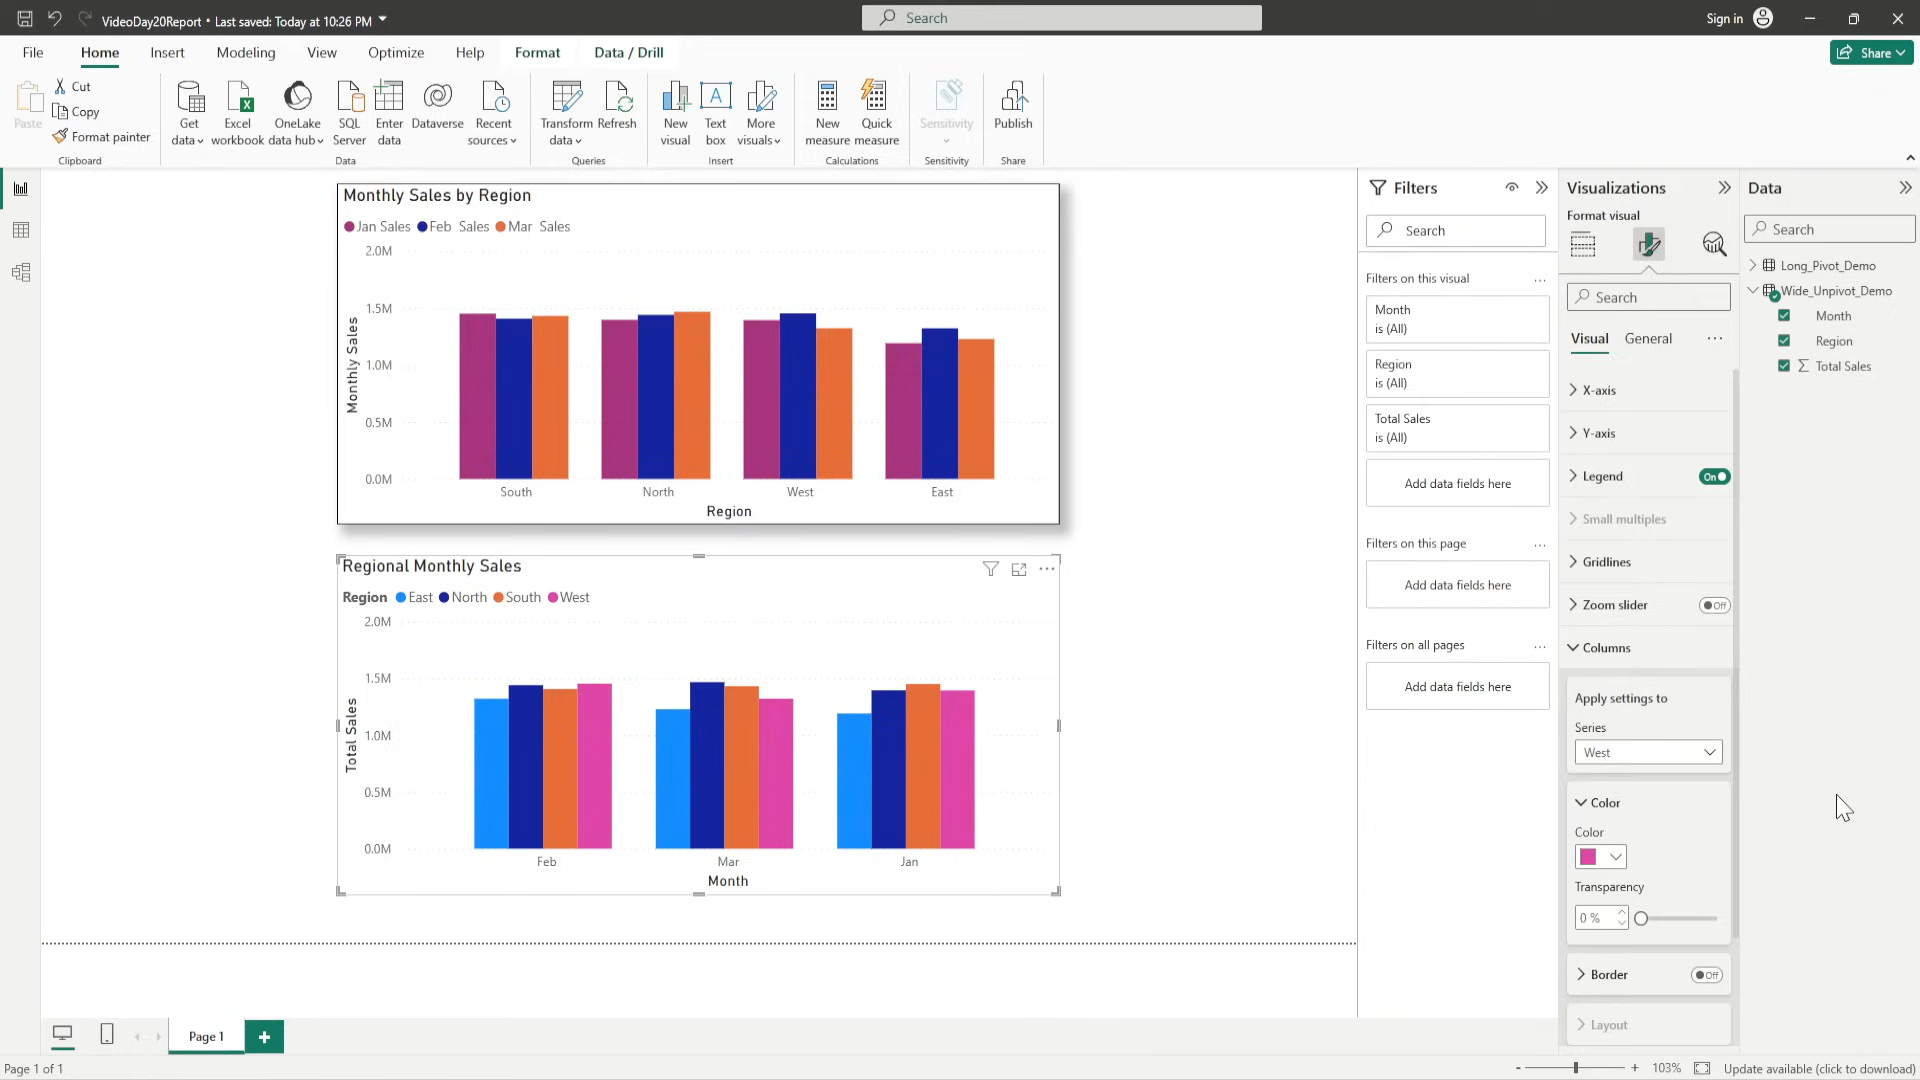 VideoDay20Report • Last saved: Today at 10:26 PM
Search
Sign in
File
Home
Insert
Modeling
View
Optimize
Help
Format
Data / Drill
Share
Paste
Cut
Copy
Format painter
Clipboard
Get data
Excel workbook
OneLake data hub
SQL Server
Enter data
Dataverse
Recent sources
Data
Transform data
Refresh
Queries
New visual
Text box
More visuals
Insert
New measure
Quick measure
Calculations
Sensitivity
Sensitivity
Publish
Share
Monthly Sales by Region
Jan Sales Feb Sales Mar Sales
2.0M
1.5M
1.0M
0.5M
0.0M
Monthly Sales
South North West East
Region
Regional Monthly Sales
Region East North South West
2.0M
1.5M
1.0M
0.5M
0.0M
Total Sales
Feb Mar Jan
Month
Filters
Search
Filters on this visual
Month
is (All)
Region
is (All)
Total Sales
is (All)
Add data fields here
Filters on this page
Add data fields here
Filters on all pages
Add data fields here
Visualizations
Format visual
Search
Visual General
X-axis
Y-axis
Legend On
Small multiples
Gridlines
Zoom slider Off
Columns
Apply settings to
Series
West
Color
Color
Transparency
0 %
Border Off
Layout
Data
Search
Long_Pivot_Demo
Wide_Unpivot_Demo
Month
Region
Total Sales
Page 1
Page 1 of 1
103%
Update available (click to download)